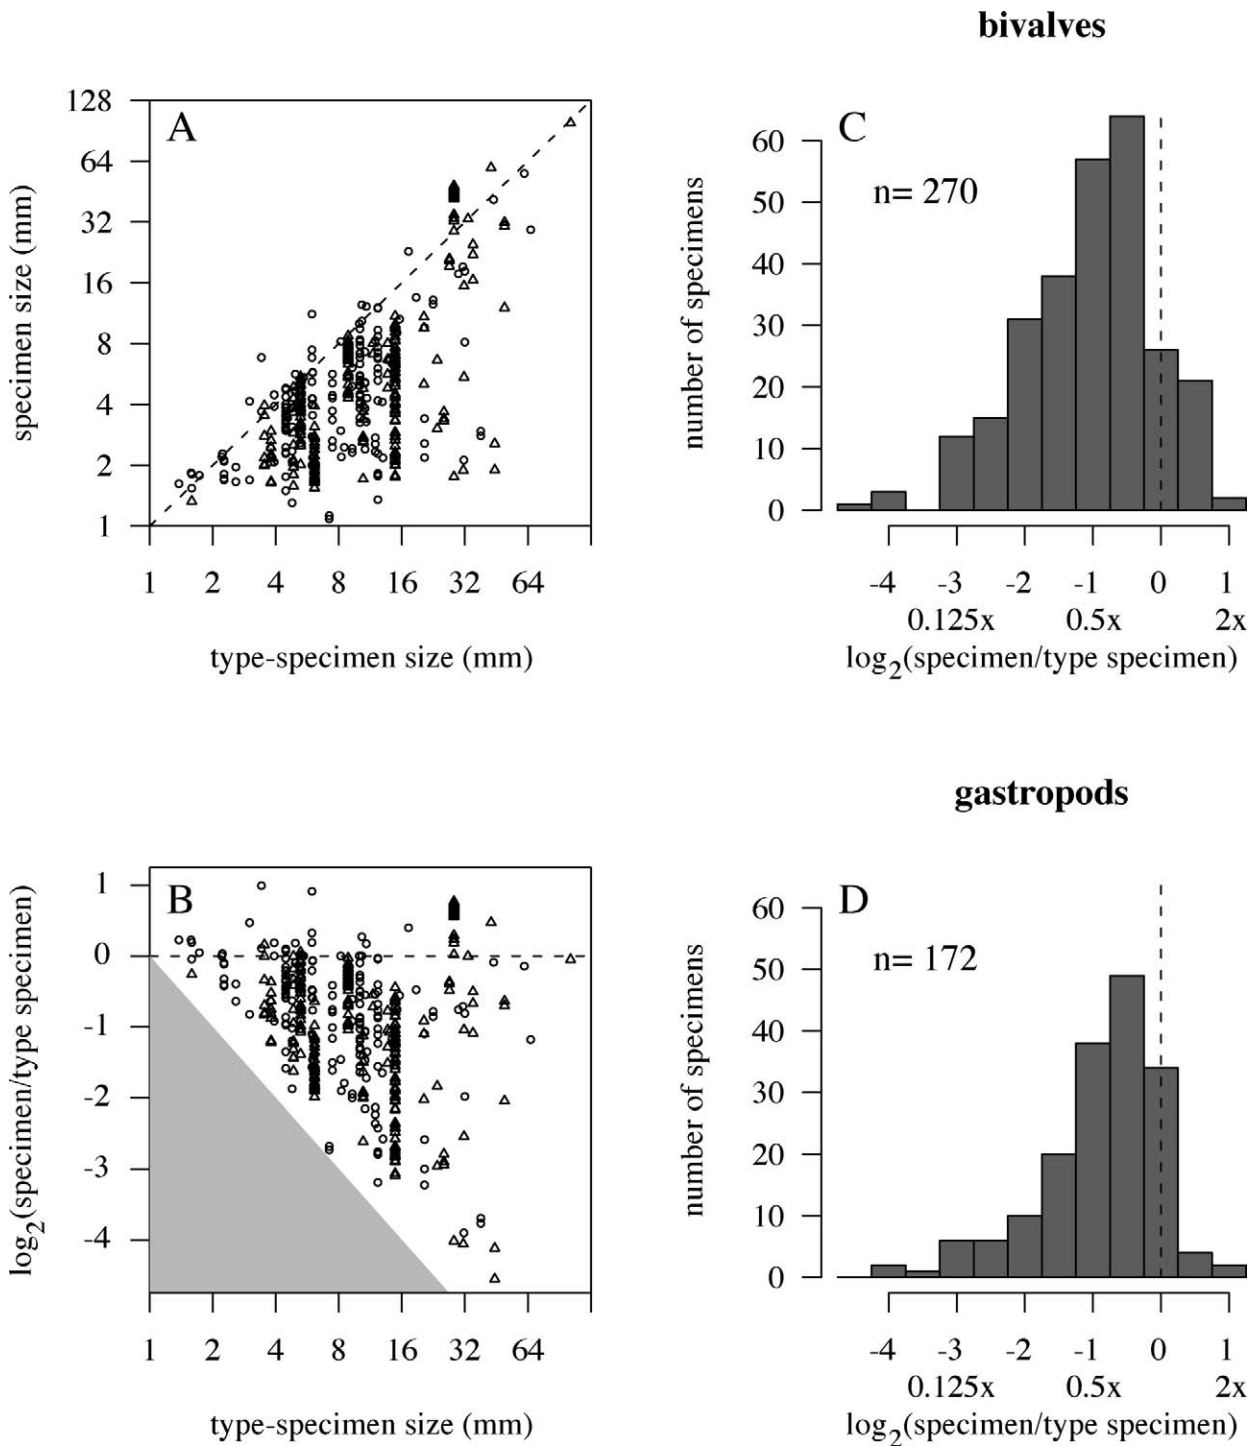 bivalves
A
128
64
32
16
8
4
2
1
specimen size (mm)
1 2 4 8 16 32 64
type-specimen size (mm)
C
n= 270
60
50
40
30
20
10
0
number of specimens
-4 -3 -2 -1 0 1
0.125x 0.5x 2x
log2(specimen/type specimen)
B
1
0
-1
-2
-3
-4
log2(specimen/type specimen)
1 2 4 8 16 32 64
type-specimen size (mm)
gastropods
D
n= 172
60
50
40
30
20
10
0
number of specimens
-4 -3 -2 -1 0 1
0.125x 0.5x 2x
log2(specimen/type specimen)